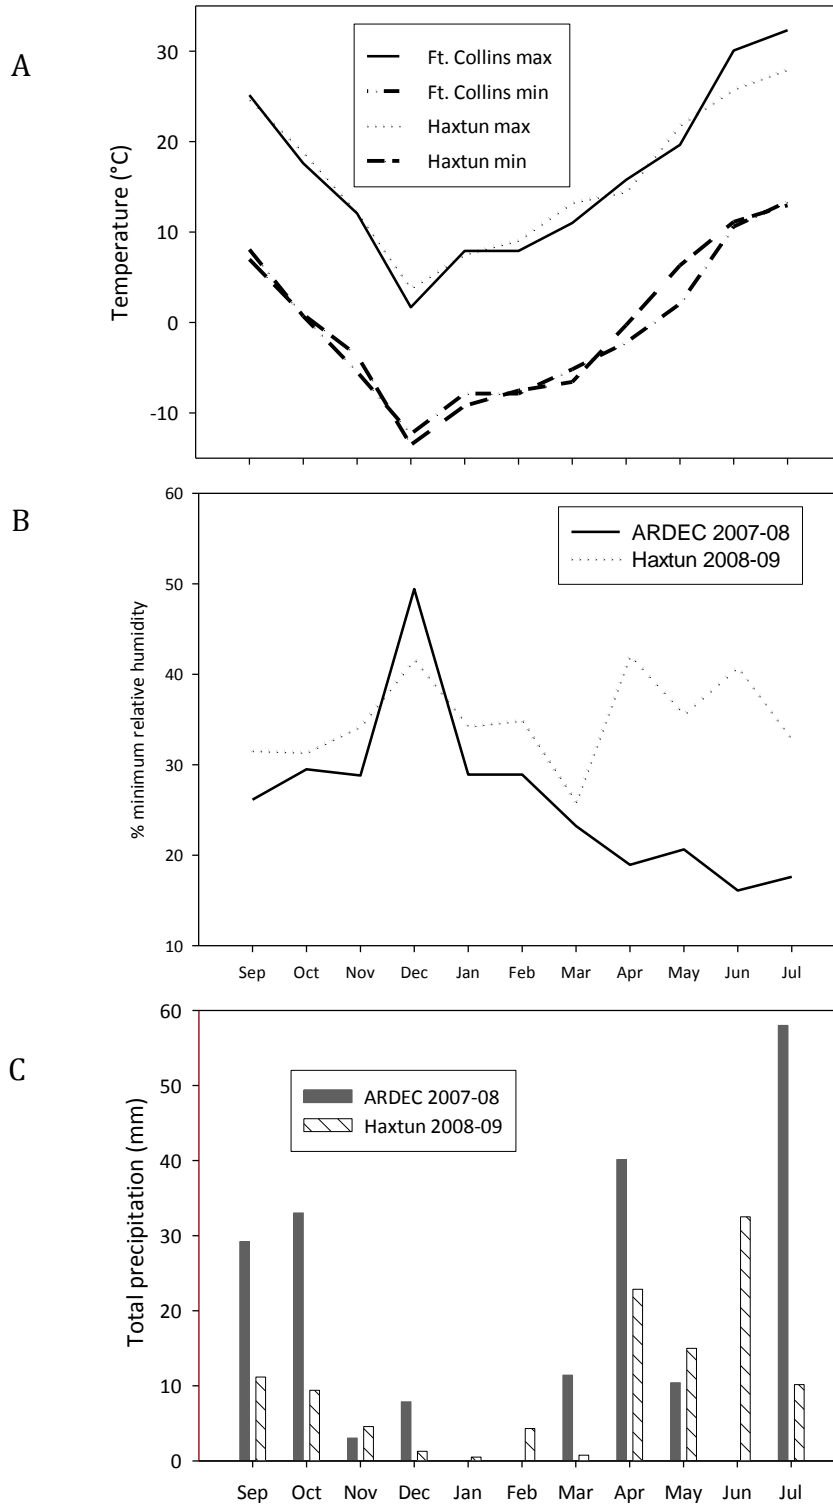 A
Temperature (°C)
30
20
10
0
-10
Ft. Collins max
Ft. Collins min
Haxtun max
Haxtun min
B
% minimum relative humidity
60
50
40
30
20
10
ARDEC 2007-08
Haxtun 2008-09
Sep Oct Nov Dec Jan Feb Mar Apr May Jun Jul
C
Total precipitation (mm)
60
50
40
30
20
10
0
ARDEC 2007-08
Haxtun 2008-09
Sep Oct Nov Dec Jan Feb Mar Apr May Jun Jul